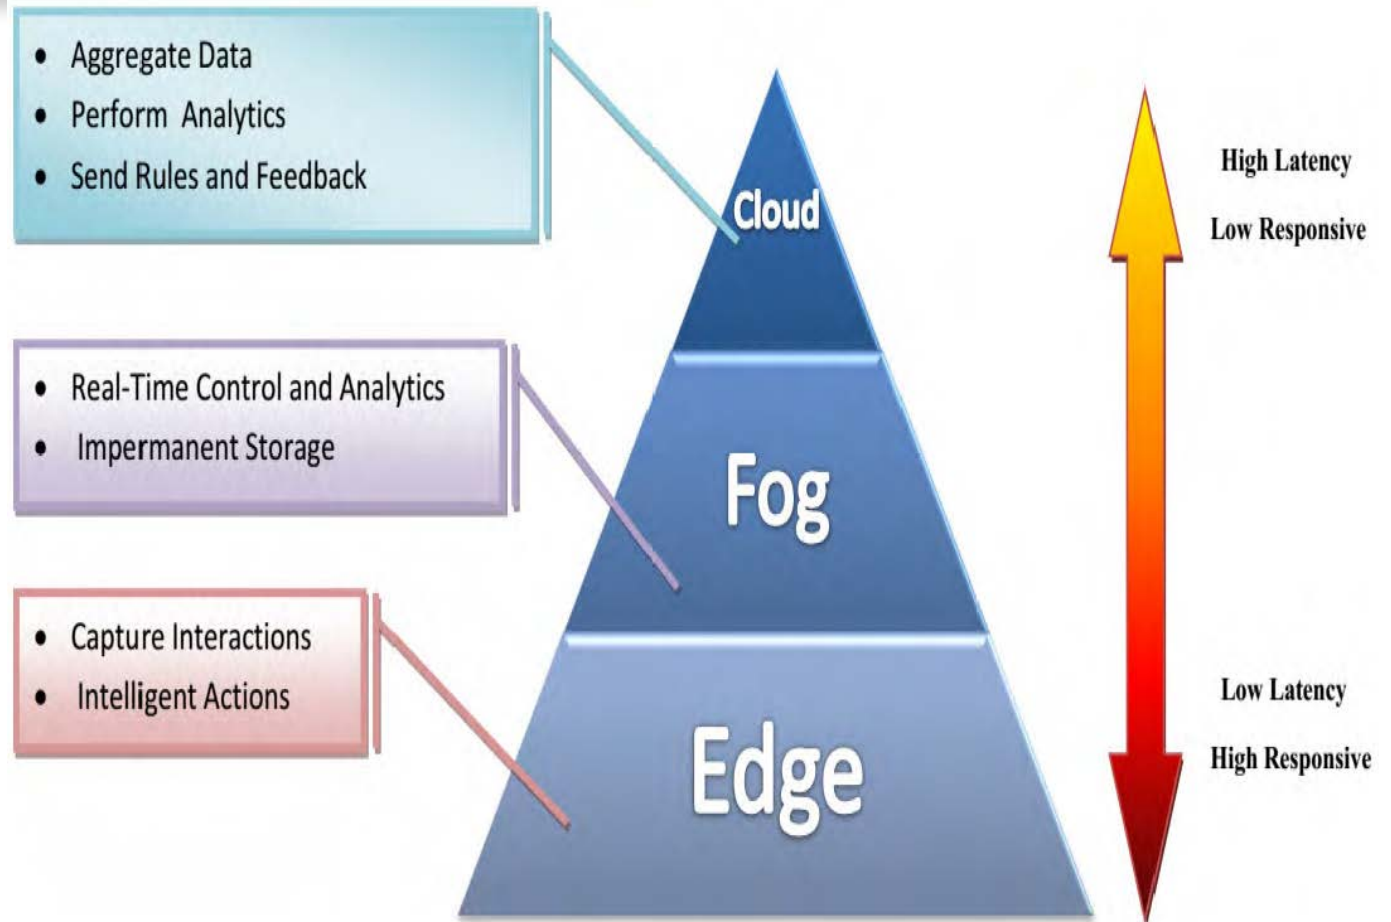 • Aggregate Data
• Perform Analytics
• Send Rules and Feedback
Cloud
High Latency
Low Responsive
• Real-Time Control and Analytics
• Impermanent Storage
Fog
• Capture Interactions
• Intelligent Actions
Edge
Low Latency
High Responsive